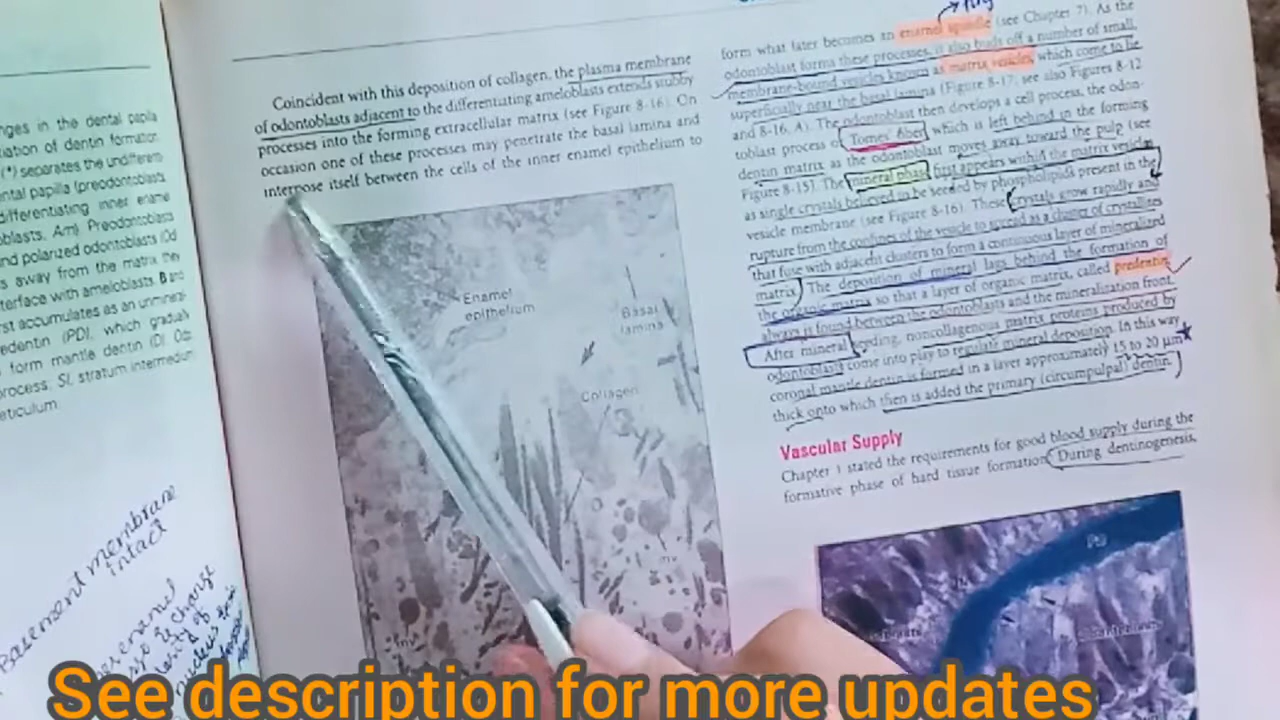 nges in the dental papilla
iation of dentin formation.
(*) separates the undifferenti
ntal papilla (preodontoblasts
differentiating inner ename
oblasts, Am). Preodontoblasts
and polarized odontoblasts (Od
s away from the matrix the
terface with ameloblasts. B and
rst accumulates as an unmineral
edentin (PD), which gradually
form mantle dentin (D). Odp,
process; SI, stratum intermedium
eticulum.
Basement membrane
intact
Coincident with this deposition of collagen, the plasma membrane
of odontoblasts adjacent to the differentiating ameloblasts extends stubby
processes into the forming extracellular matrix (see Figure 8-16). On
occasion one of these processes may penetrate the basal lamina and
interpose itself between the cells of the inner enamel epithelium to
Enamel
epithelium
Basal
lamina
Collagen
mv
mv
form what later becomes an enamel spindle (see Chapter 7). As the
odontoblast forms these processes, it also buds off a number of small,
membrane-bound vesicles known as matrix vesicles, which come to lie
superficially near the basal lamina (Figure 8-17; see also Figures 8-12
and 8-16, A). The odontoblast then develops a cell process, the odon-
toblast process or Tomes' fiber, which is left behind in the forming
dentin matrix as the odontoblast moves away toward the pulp (see
Figure 8-15). The mineral phase first appears within the matrix vesicles
as single crystals believed to be seeded by phospholipids present in the
vesicle membrane (see Figure 8-16). These crystals grow rapidly and
rupture from the confines of the vesicle to spread as a cluster of crystallites
that fuse with adjacent clusters to form a continuous layer of mineralized
matrix. The deposition of mineral lags behind the formation of
the organic matrix so that a layer of organic matrix, called predentin,
always is found between the odontoblasts and the mineralization front.
After mineral seeding, noncollagenous matrix proteins produced by
odontoblasts come into play to regulate mineral deposition. In this way
coronal mantle dentin is formed in a layer approximately 15 to 20 μm
thick onto which then is added the primary (circumpulpal) dentin.
Vascular Supply
Chapter 1 stated the requirements for good blood supply during the
formative phase of hard tissue formation. During dentinogenesis,
PD
See description for more updates